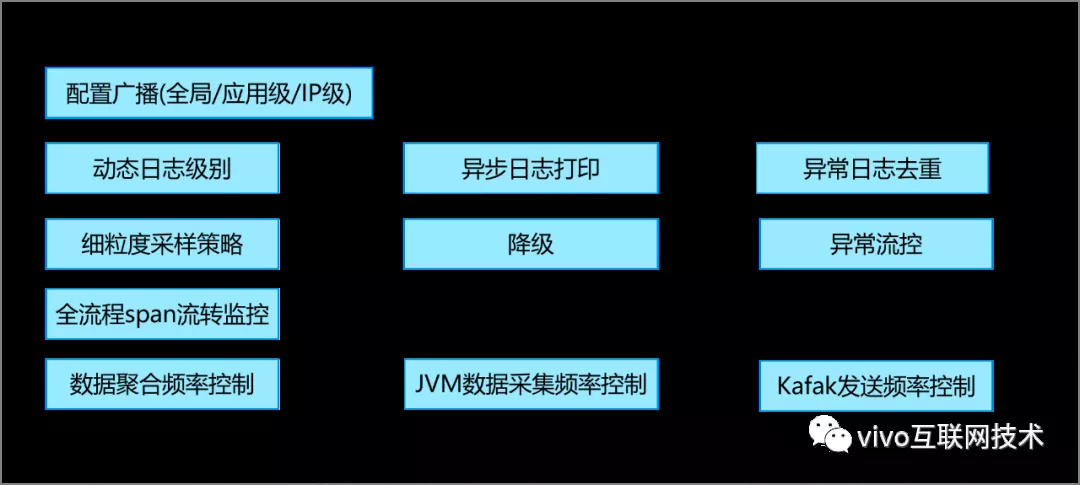 配置广播(全局/应用级/IP级)
动态日志级别
异步日志打印
异常日志去重
细粒度采样策略
降级
异常流控
全流程span流转监控
数据聚合频率控制
JVM数据采集频率控制
Kafak发送频率控制
vivo互联网技术